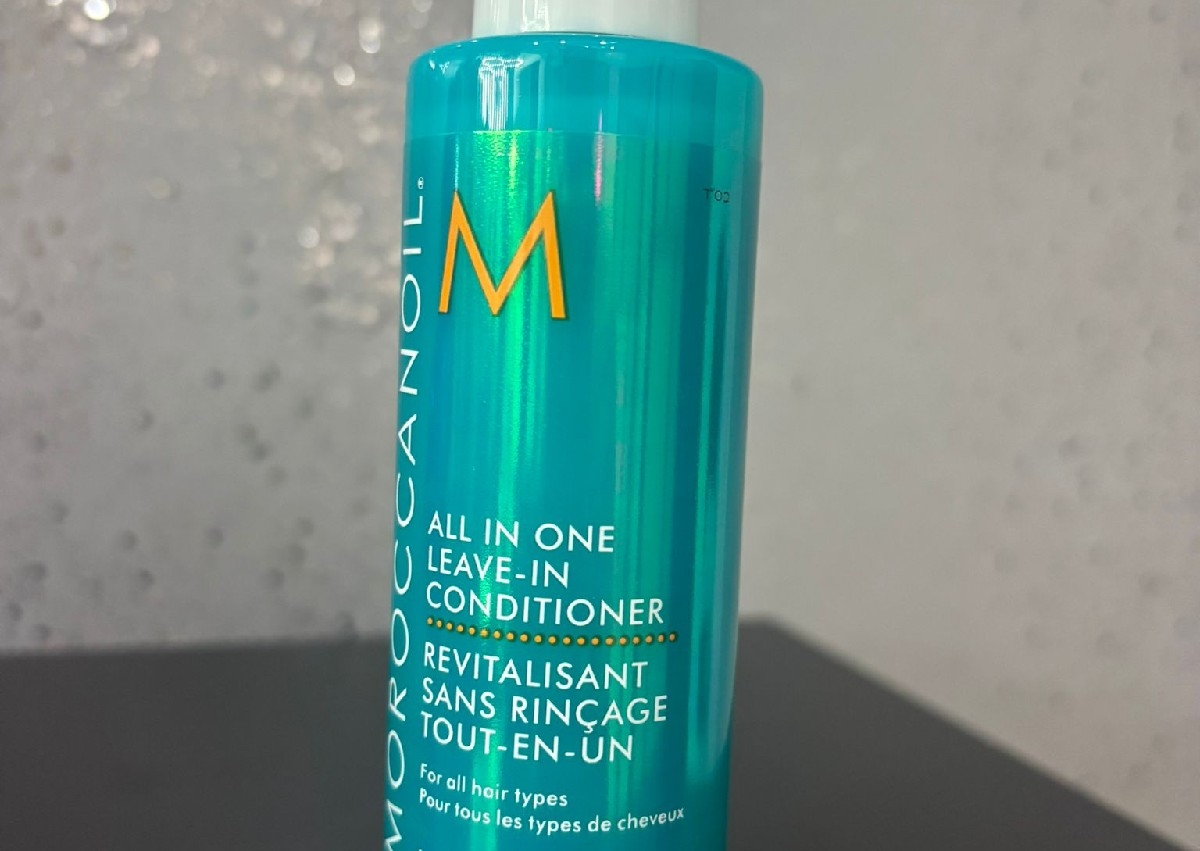 MOROCCANOIL®
M
ALL IN ONE
LEAVE-IN
CONDITIONER
REVITALISANT
SANS RINÇAGE
TOUT-EN-UN
For all hair types
Pour tous les types de cheveux